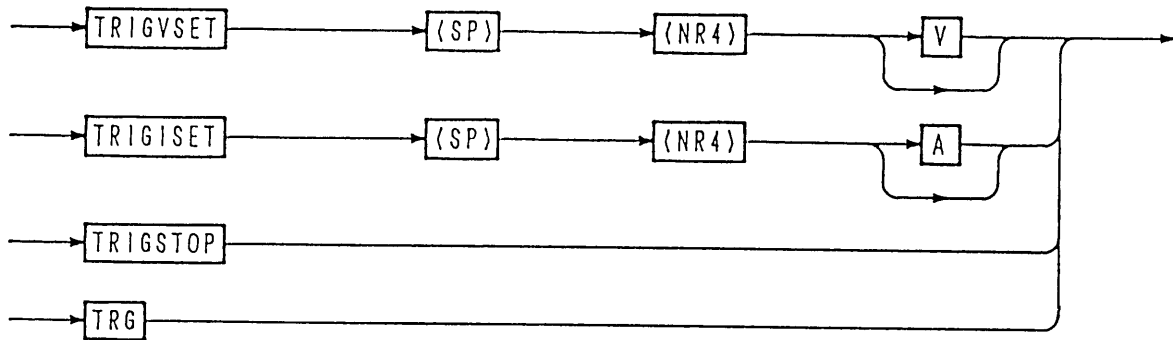 TRIGVSET ⟨SP⟩ ⟨NR4⟩ V
TRIGISET ⟨SP⟩ ⟨NR4⟩ A
TRIGSTOP
TRG